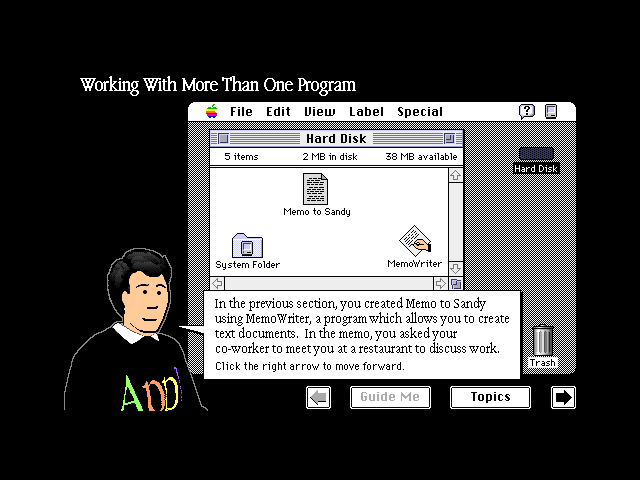 Working With More Than One Program
File Edit View Label Special
Hard Disk
5 items 2 MB in disk 38 MB available
Hard Disk
Memo to Sandy
System Folder
MemoWriter
In the previous section, you created Memo to Sandy
using MemoWriter, a program which allows you to create
text documents. In the memo, you asked your
co-worker to meet you at a restaurant to discuss work.
Click the right arrow to move forward.
Trash
Guide Me
Topics